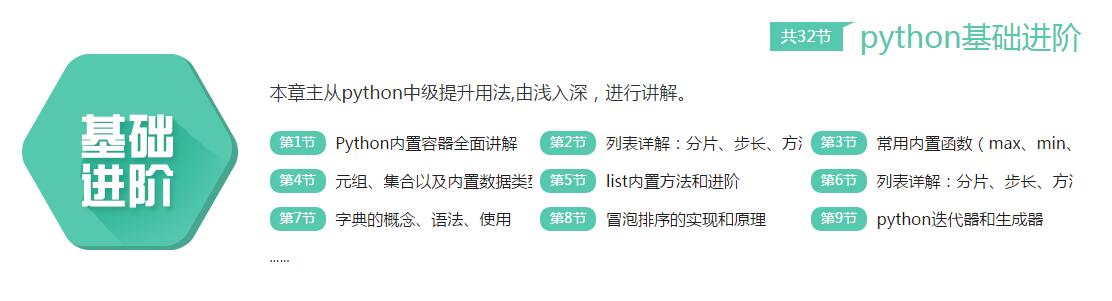 共32节 python基础进阶
基础
进阶
本章主从python中级提升用法,由浅入深，进行讲解。
第1节 Python内置容器全面讲解 第2节 列表详解：分片、步长、方 第3节 常用内置函数（max、min、
第4节 元组、集合以及内置数据类 第5节 list内置方法和进阶 第6节 列表详解：分片、步长、方
第7节 字典的概念、语法、使用 第8节 冒泡排序的实现和原理 第9节 python迭代器和生成器
......